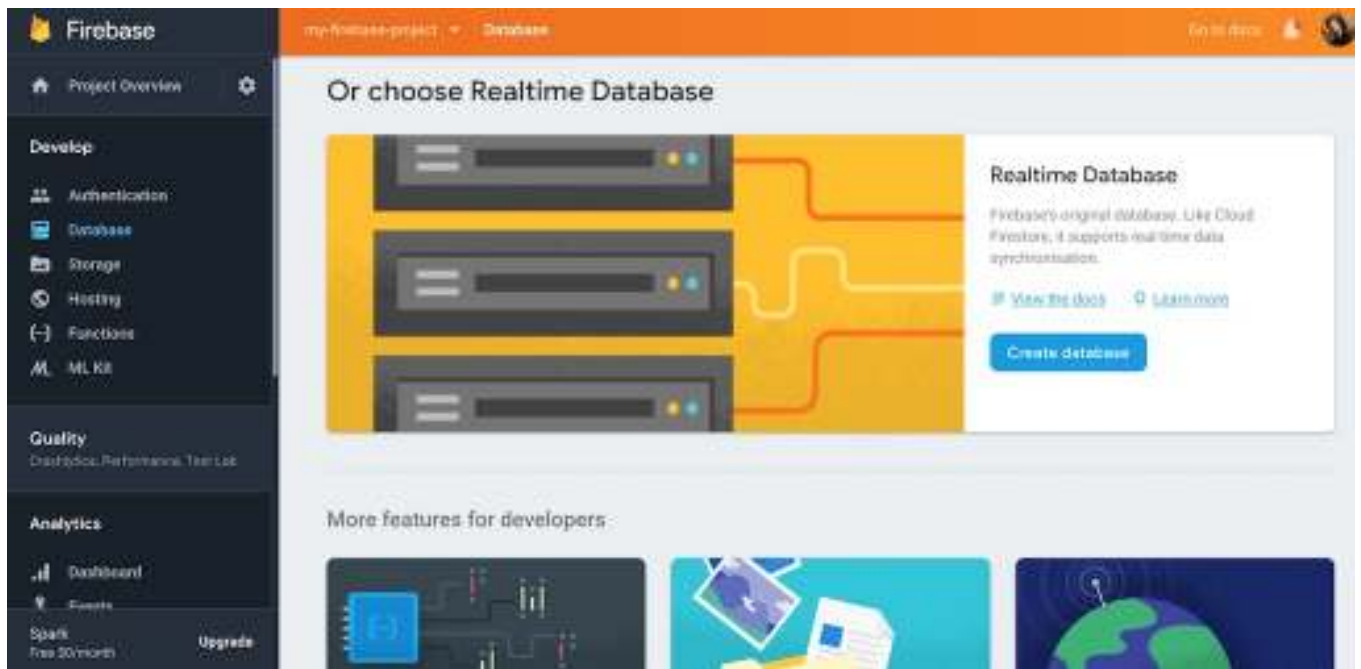 Firebase
my-firebase-project Database
Go to docs
Project Overview
Develop
Authentication
Database
Storage
Hosting
Functions
ML Kit
Quality
Crashlytics, Performance, Test Lab
Analytics
Dashboard
Events
Spark
Free $0/month
Upgrade
Or choose Realtime Database
Realtime Database
Firebase's original database. Like Cloud
Firestore, it supports real-time data
synchronisation.
View the docs Learn more
Create database
More features for developers